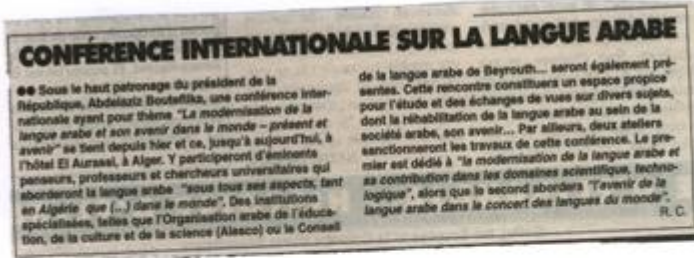 CONFÉRENCE INTERNATIONALE SUR LA LANGUE ARABE
●● Sous le haut patronage du président de la
République, Abdelaziz Bouteflika, une conférence inter-
nationale ayant pour thème "La modernisation de la
langue arabe et son avenir dans le monde – présent et
avenir" se tient depuis hier et ce, jusqu'à aujourd'hui, à
l'hôtel El Aurassi, à Alger. Y participeront d'éminents
penseurs, professeurs et chercheurs universitaires qui
aborderont la langue arabe "sous tous ses aspects, tant
en Algérie que (...) dans le monde". Des institutions
spécialisées, telles que l'Organisation arabe de l'éduca-
tion, de la culture et de la science (Alasco) ou le Conseil
de la langue arabe de Beyrouth... seront également pré-
sentes. Cette rencontre constituera un espace propice
pour l'étude et des échanges de vues sur divers sujets,
dont la réhabilitation de la langue arabe au sein de la
société arabe, son avenir... Par ailleurs, deux ateliers
sanctionneront les travaux de cette conférence. Le pre-
mier est dédié à "la modernisation de la langue arabe et
sa contribution dans les domaines scientifique, techno-
logique", alors que le second abordera "l'avenir de la
langue arabe dans le concert des langues du monde".
R. C.